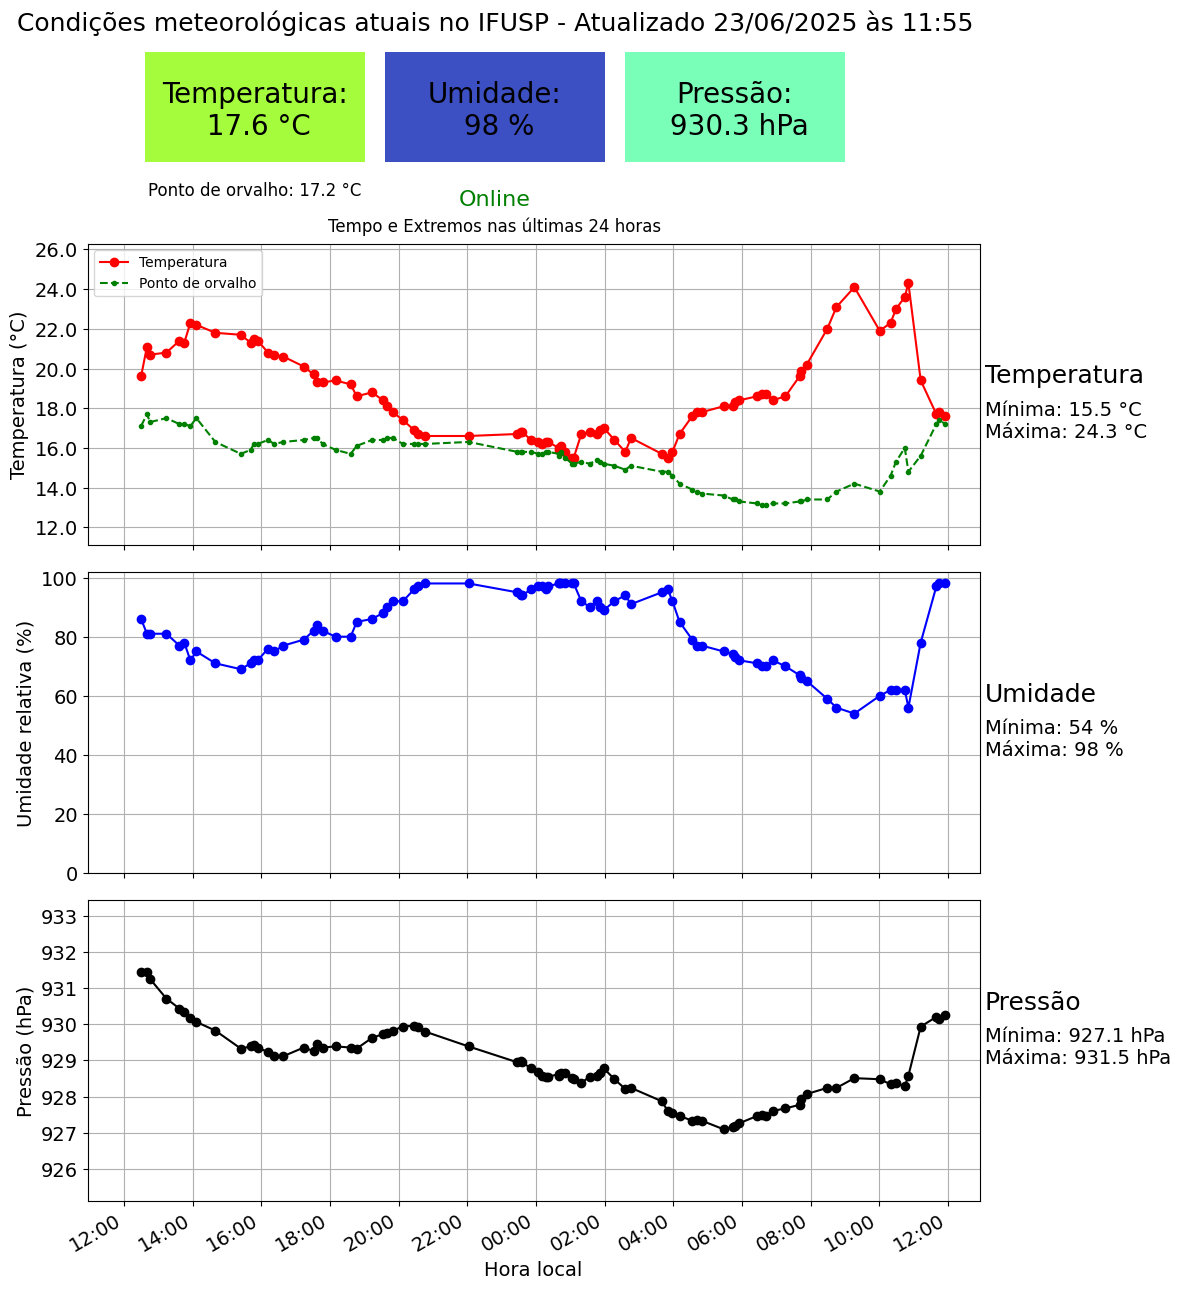 Condições meteorológicas atuais no IFUSP - Atualizado 23/06/2025 às 11:55
Temperatura:
17.6 °C
Umidade:
98 %
Pressão:
930.3 hPa
Ponto de orvalho: 17.2 °C
Online
Tempo e Extremos nas últimas 24 horas
Temperatura (°C)
26.0
24.0
22.0
20.0
18.0
16.0
14.0
12.0
Temperatura
Ponto de orvalho
Temperatura
Mínima: 15.5 °C
Máxima: 24.3 °C
Umidade relativa (%)
100
80
60
40
20
0
Umidade
Mínima: 54 %
Máxima: 98 %
Pressão (hPa)
933
932
931
930
929
928
927
926
Pressão
Mínima: 927.1 hPa
Máxima: 931.5 hPa
12:00
14:00
16:00
18:00
20:00
22:00
00:00
02:00
04:00
06:00
08:00
10:00
12:00
Hora local